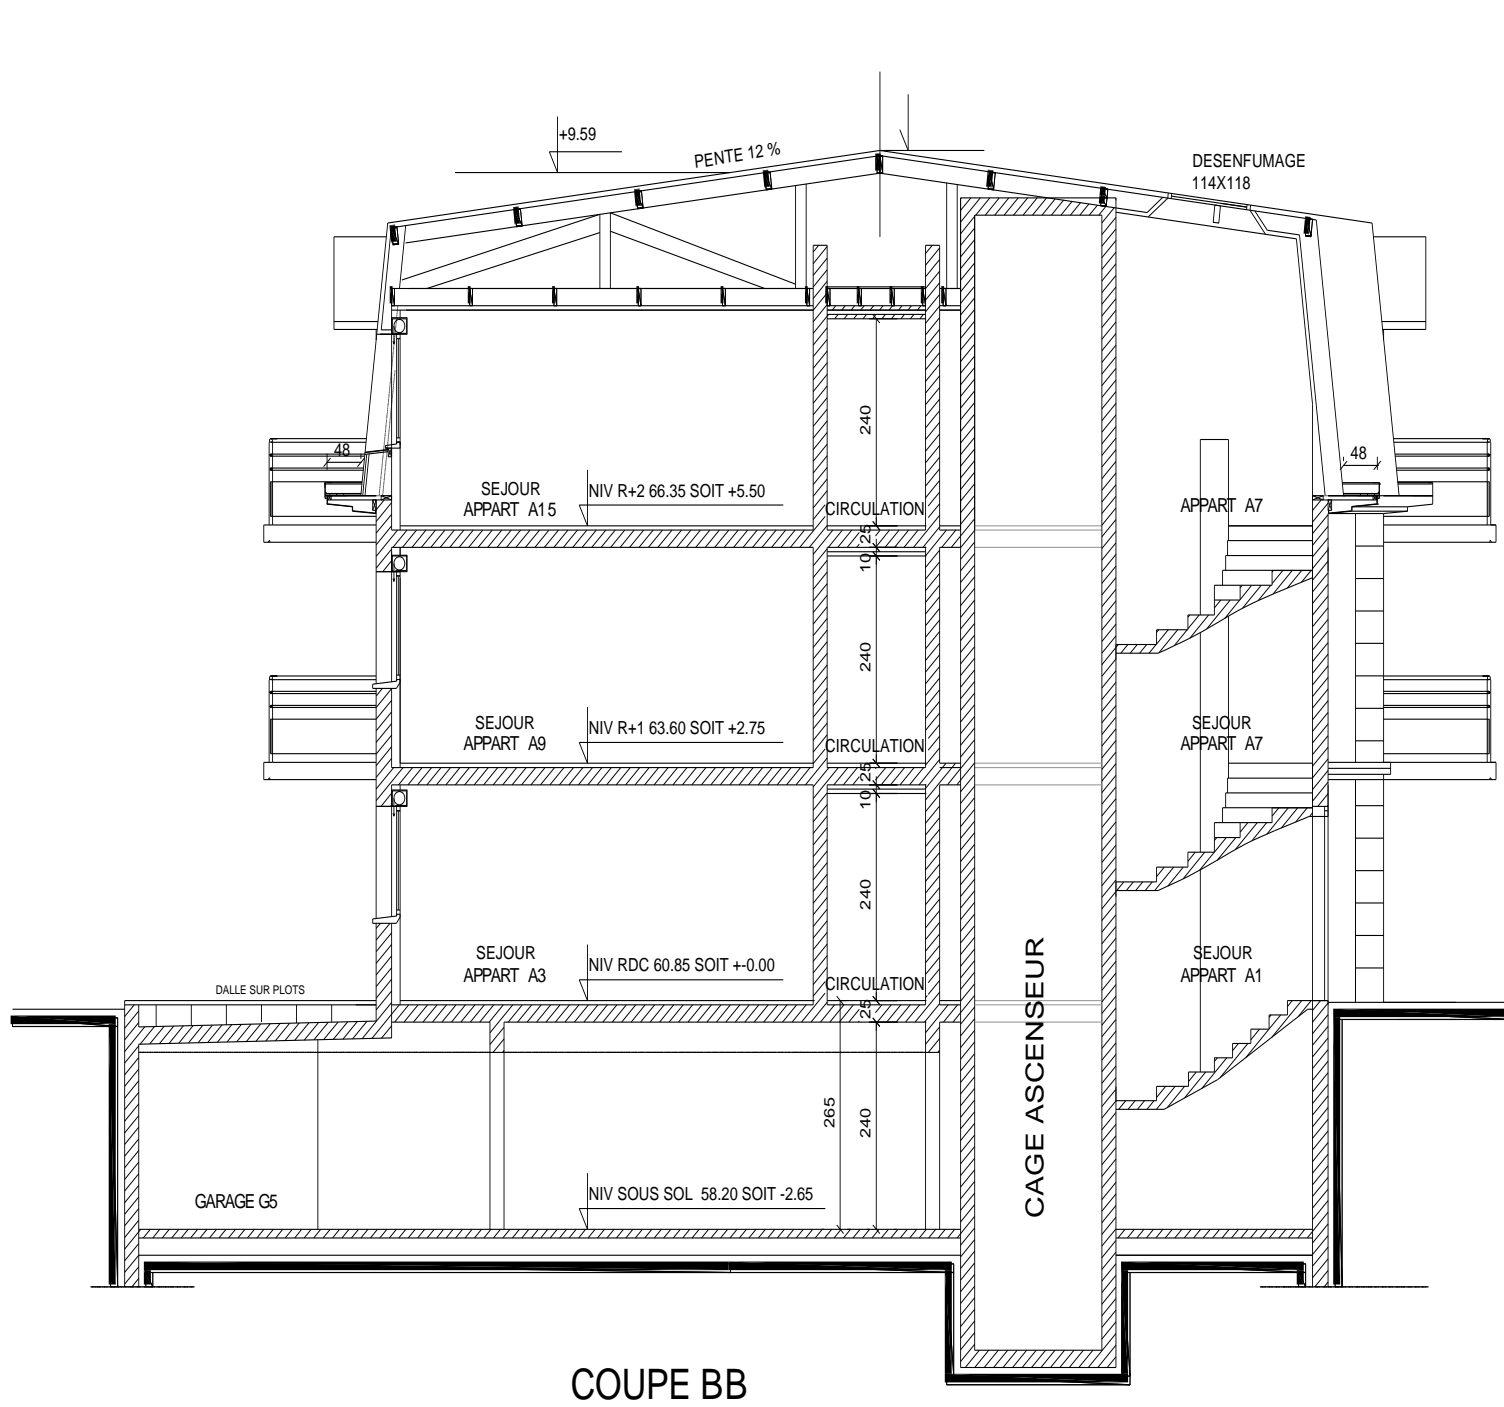 +9.59
PENTE 12 %
DESENFUMAGE
114X118
240
48
48
SEJOUR
APPART A15
NIV R+2 66.35 SOIT +5.50
CIRCULATION
APPART A7
25
10
240
SEJOUR
APPART A9
NIV R+1 63.60 SOIT +2.75
CIRCULATION
SEJOUR
APPART A7
25
10
240
SEJOUR
APPART A3
NIV RDC 60.85 SOIT +-0.00
CIRCULATION
SEJOUR
APPART A1
DALLE SUR PLOTS
25
CAGE ASCENSEUR
265
240
GARAGE G5
NIV SOUS SOL 58.20 SOIT -2.65
COUPE BB